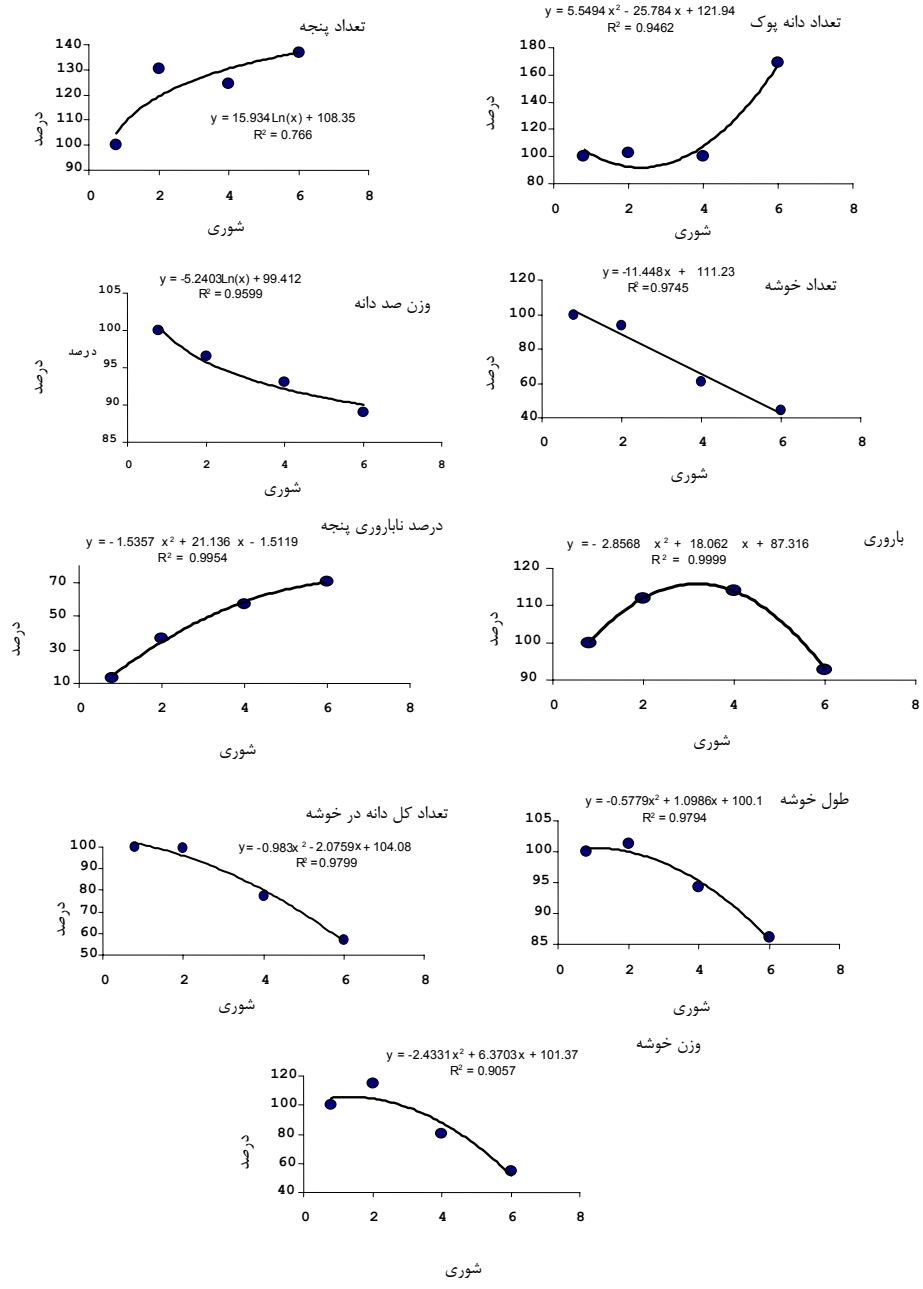 تعداد پنجه
y = 15.934Ln(x) + 108.35
R² = 0.766
درصد
140
130
120
110
100
90
0 2 4 6 8
شوری
y = 5.5494 x² - 25.784 x + 121.94
R² = 0.9462
تعداد دانه پوک
درصد
180
160
140
120
100
80
0 2 4 6 8
شوری
y = -5.2403Ln(x) + 99.412
R² = 0.9599
وزن صد دانه
درصد
درصد
105
100
95
90
85
0 2 4 6 8
شوری
y = -11.448x + 111.23
R² =0.9745
تعداد خوشه
درصد
120
100
80
60
40
0 2 4 6 8
شوری
درصد ناباروری پنجه
y = - 1.5357 x² + 21.136 x - 1.5119
R² = 0.9954
درصد
70
50
30
10
0 2 4 6 8
شوری
باروری
y = - 2.8568 x² + 18.062 x + 87.316
R² = 0.9999
درصد
120
110
100
90
0 2 4 6 8
شوری
تعداد کل دانه در خوشه
y= -0.983x² - 2.0759x + 104.08
R² =0.9799
درصد
100
90
80
70
60
50
0 2 4 6 8
شوری
طول خوشه
y = -0.5779x² + 1.0986x + 100.1
R² = 0.9794
درصد
105
100
95
90
85
0 2 4 6 8
شوری
وزن خوشه
y = -2.4331x² + 6.3703x + 101.37
R² = 0.9057
درصد
120
100
80
60
40
0 2 4 6 8
شوری